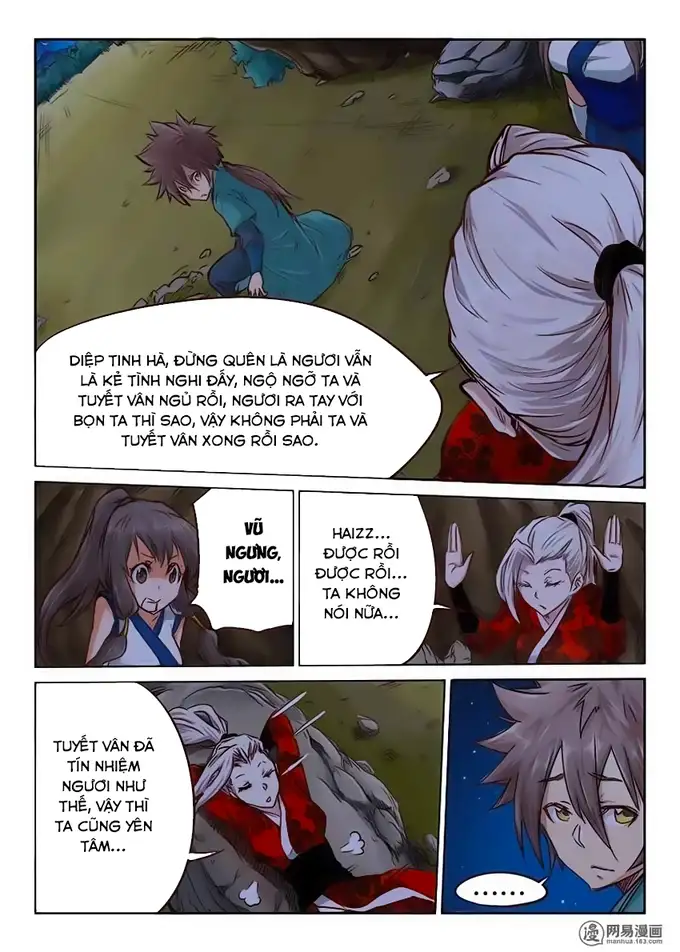 DIỆP TINH HÀ, ĐỪNG QUÊN LÀ NGƯƠI VẪN
LÀ KẺ TÌNH NGHI ĐẤY, NGỘ NGỠ TA VÀ
TUYẾT VÂN NGỦ RỒI, NGƯƠI RA TAY VỚI
BỌN TA THÌ SAO, VẬY KHÔNG PHẢI TA VÀ
TUYẾT VÂN XONG RỒI SAO.
VŨ
NGƯNG,
NGƯƠI...
HAIZZ...
ĐƯỢC RỒI
ĐƯỢC RỒI...
TA KHÔNG
NÓI NỮA...
TUYẾT VÂN ĐÃ
TÍN NHIỆM
NGƯƠI NHƯ
THẾ, VẬY THÌ
TA CŨNG YÊN
TÂM...
......
漫 网易漫画
manhua.163.com